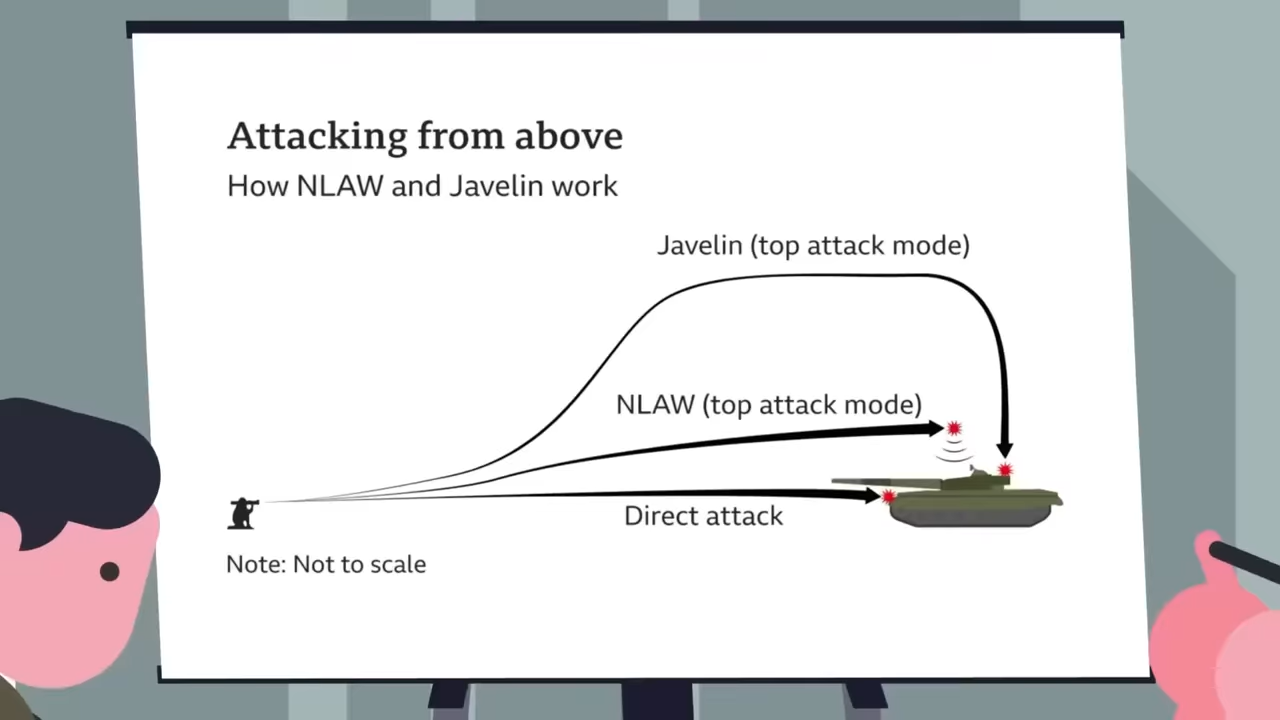 Attacking from above
How NLAW and Javelin work
Javelin (top attack mode)
NLAW (top attack mode)
Direct attack
Note: Not to scale